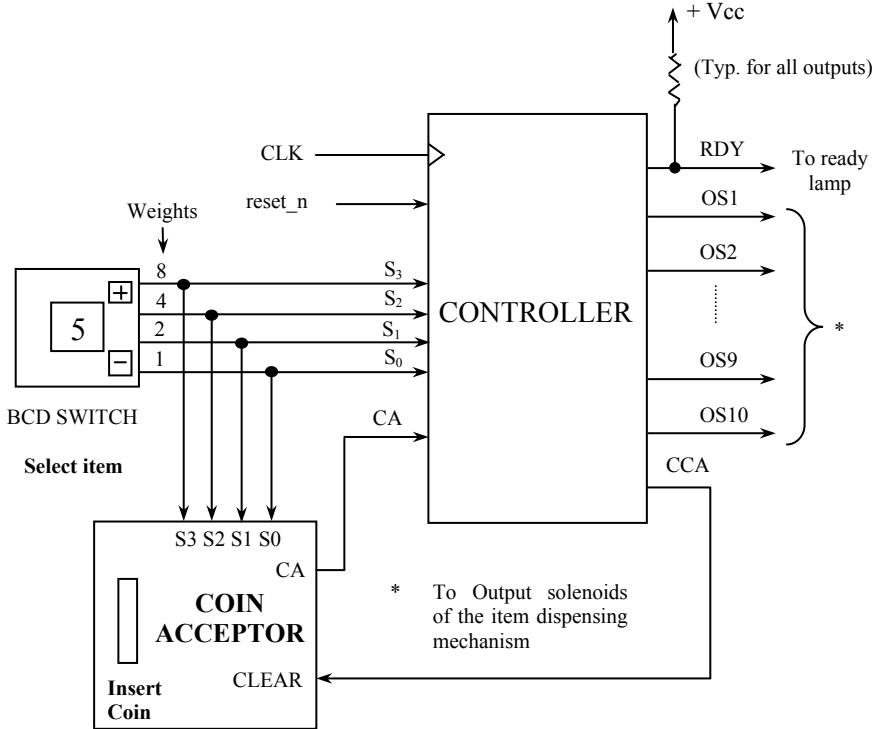 + Vcc
(Typ. for all outputs)
CLK
RDY
To ready
lamp
reset_n
OS1
Weights
8
S₃
OS2
+
4
S₂
CONTROLLER
5
2
S₁
*
−
1
S₀
OS9
BCD SWITCH
CA
OS10
Select item
CCA
S3 S2 S1 S0
CA
COIN
ACCEPTOR
* To Output solenoids
of the item dispensing
mechanism
CLEAR
Insert
Coin